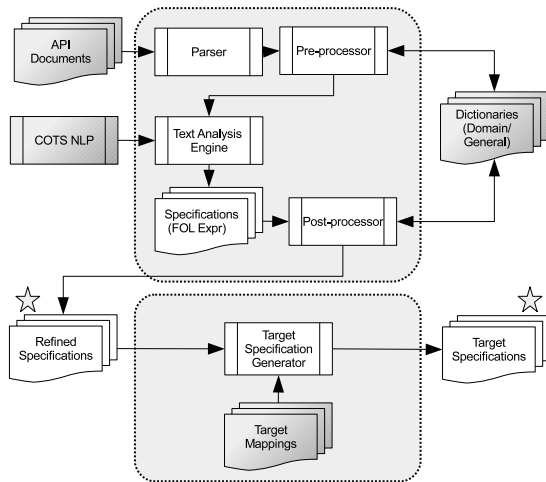 API
Documents
Parser
Pre-processor
COTS NLP
Text Analysis
Engine
Dictionaries
(Domain/
General)
Specifications
(FOL Expr)
Post-processor
Refined
Specifications
Target
Specification
Generator
Target
Specifications
Target
Mappings